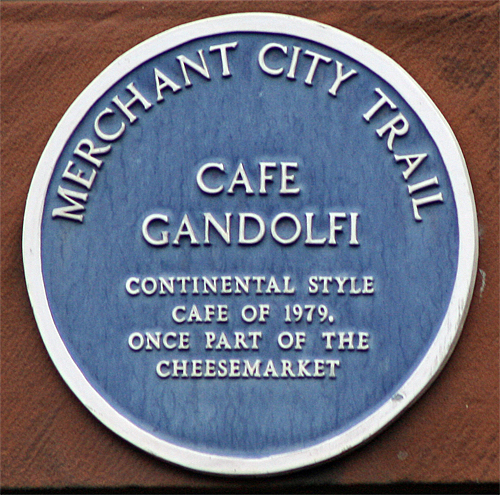 MERCHANT CITY TRAIL
CAFE
GANDOLFI
CONTINENTAL STYLE
CAFE OF 1979.
ONCE PART OF THE
CHEESEMARKET